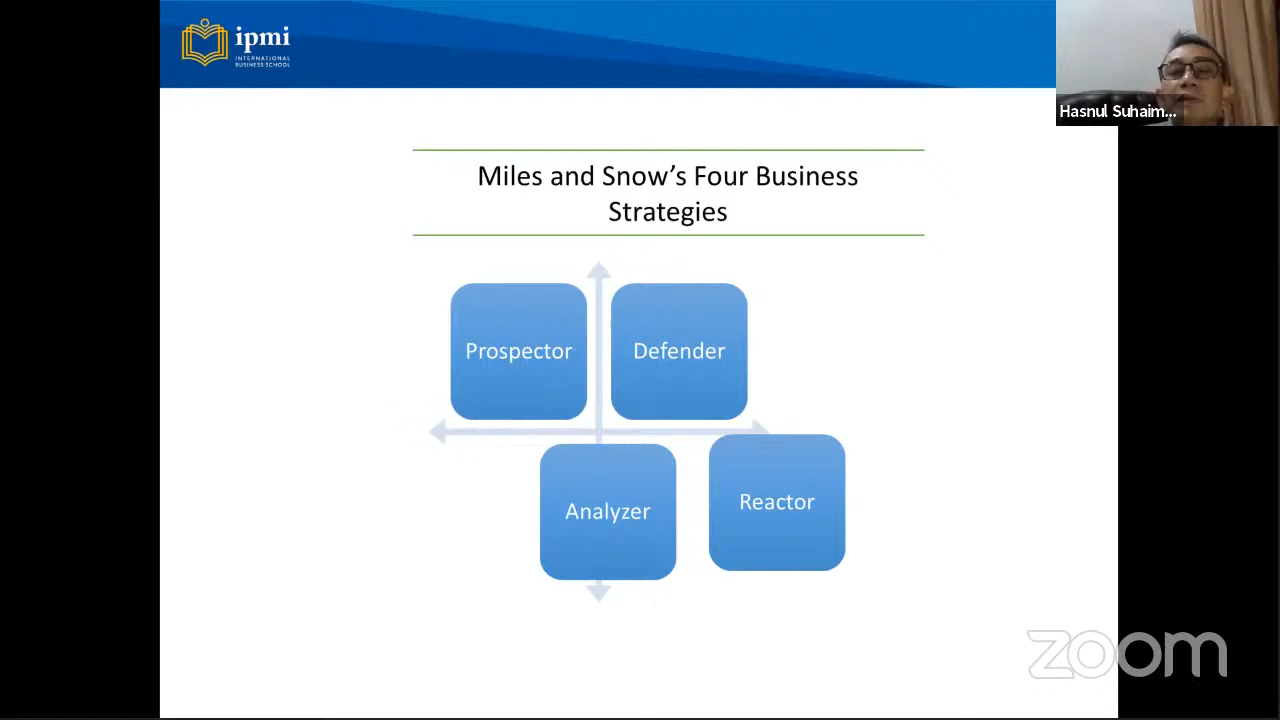 ipmi
INTERNATIONAL
BUSINESS SCHOOL
Hasnul Suhaim...
Miles and Snow’s Four Business
Strategies
Prospector
Defender
Analyzer
Reactor
zoom